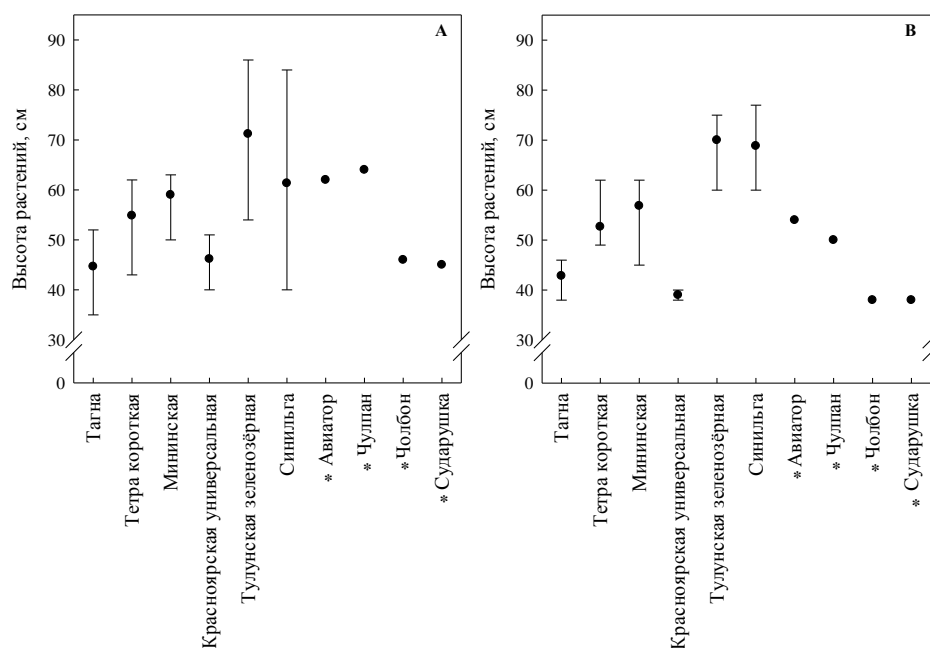 A
90
80
70
60
50
40
30
0
Высота растений, см
Тагна
Тетра короткая
Мининская
Красноярская универсальная
Тулунская зеленозёрная
Синильга
* Авиатор
* Чулпан
*Чолбон
* Сударушка
B
90
80
70
60
50
40
30
0
Высота растений, см
Тагна
Тетра короткая
Мининская
Красноярская универсальная
Тулунская зеленозёрная
Синильга
* Авиатор
* Чулпан
* Чолбон
* Сударушка